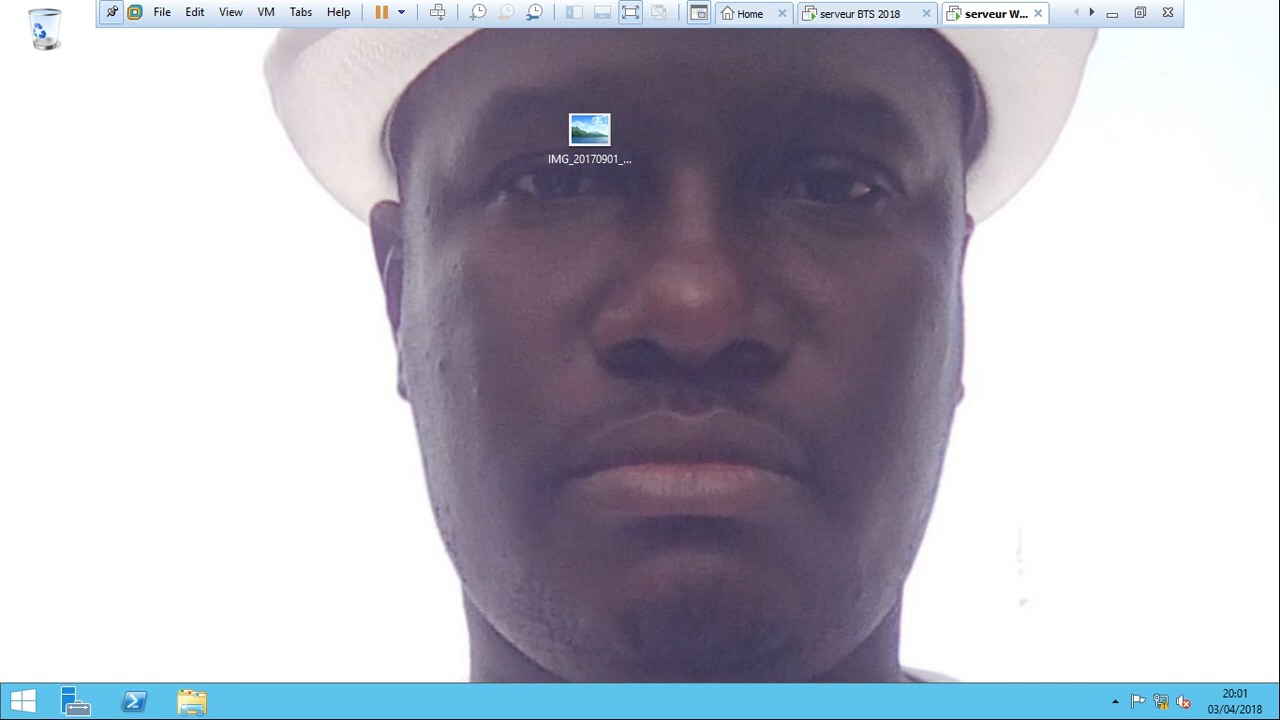 File Edit View VM Tabs Help
Home
serveur BTS 2018
serveur W...
IMG_20170901_...
20:01
03/04/2018